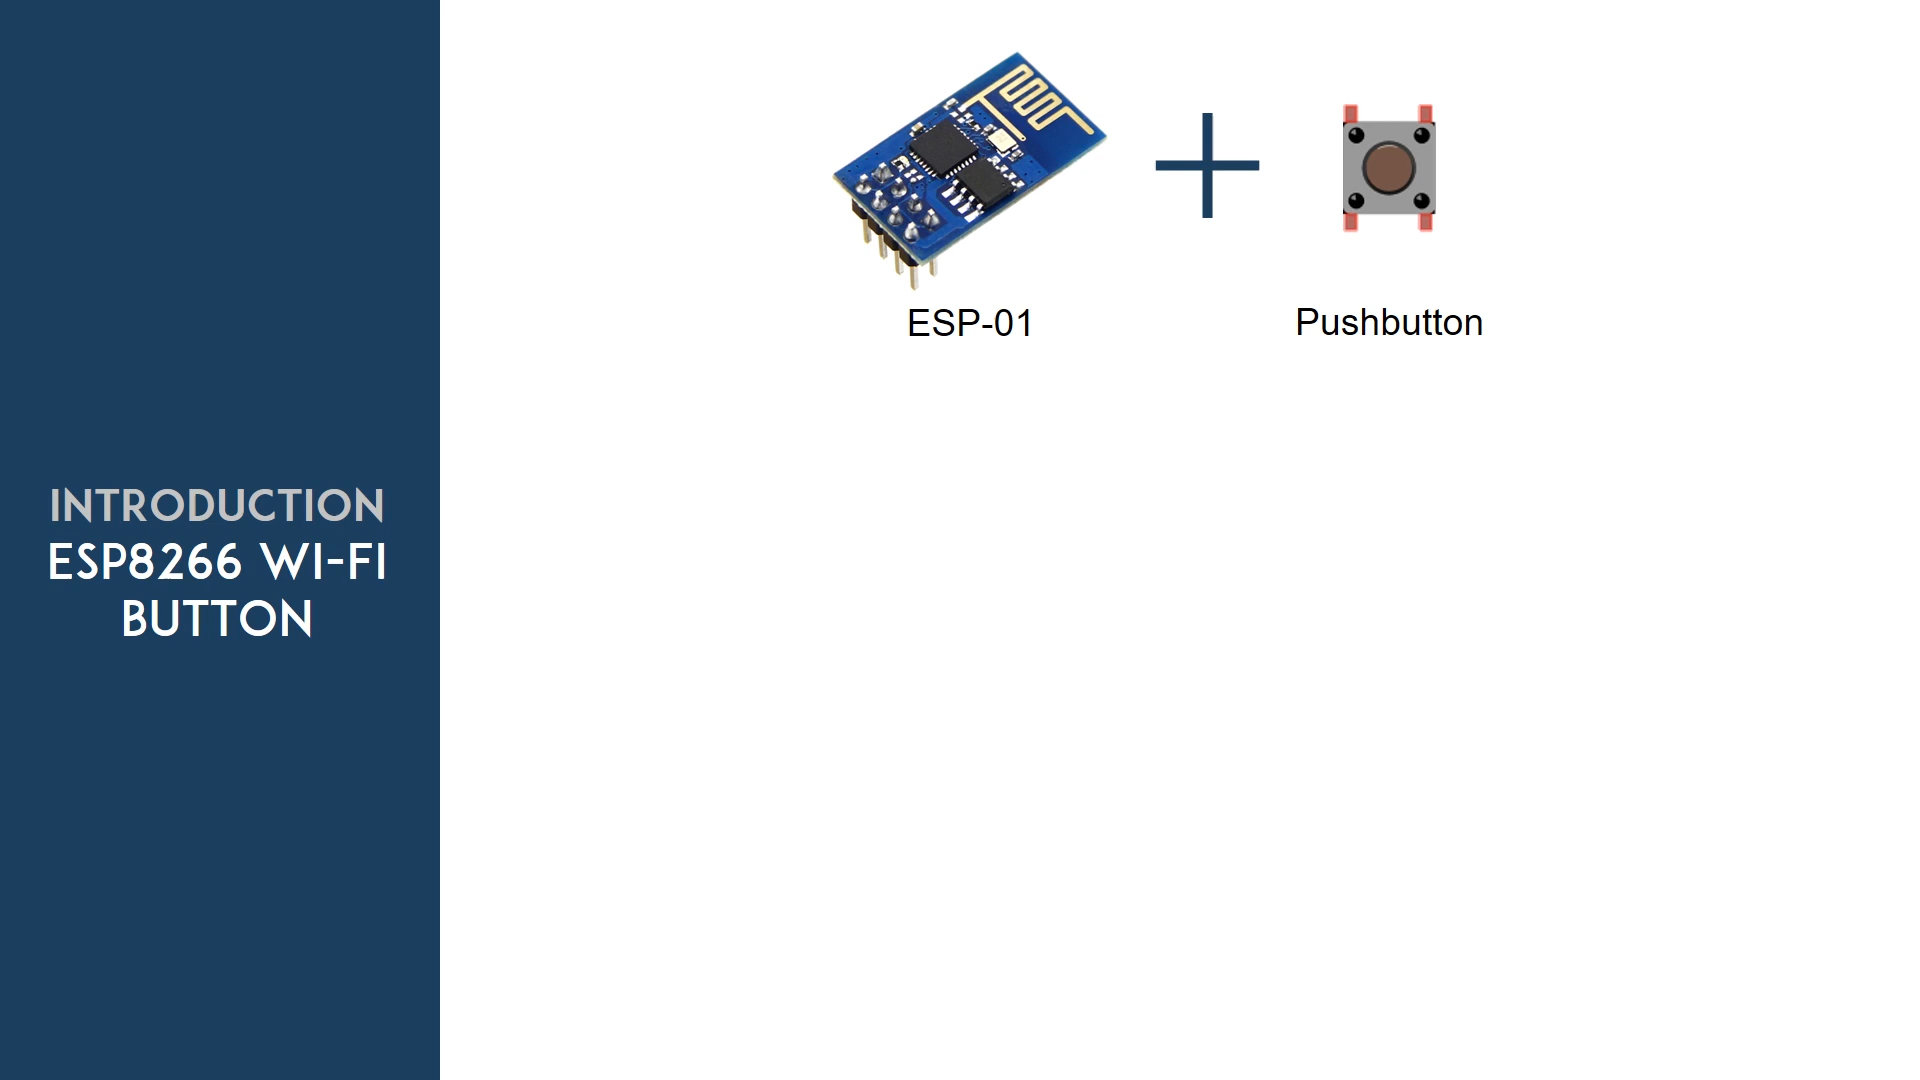 INTRODUCTION
ESP8266 WI-FI
BUTTON
ESP-01
Pushbutton